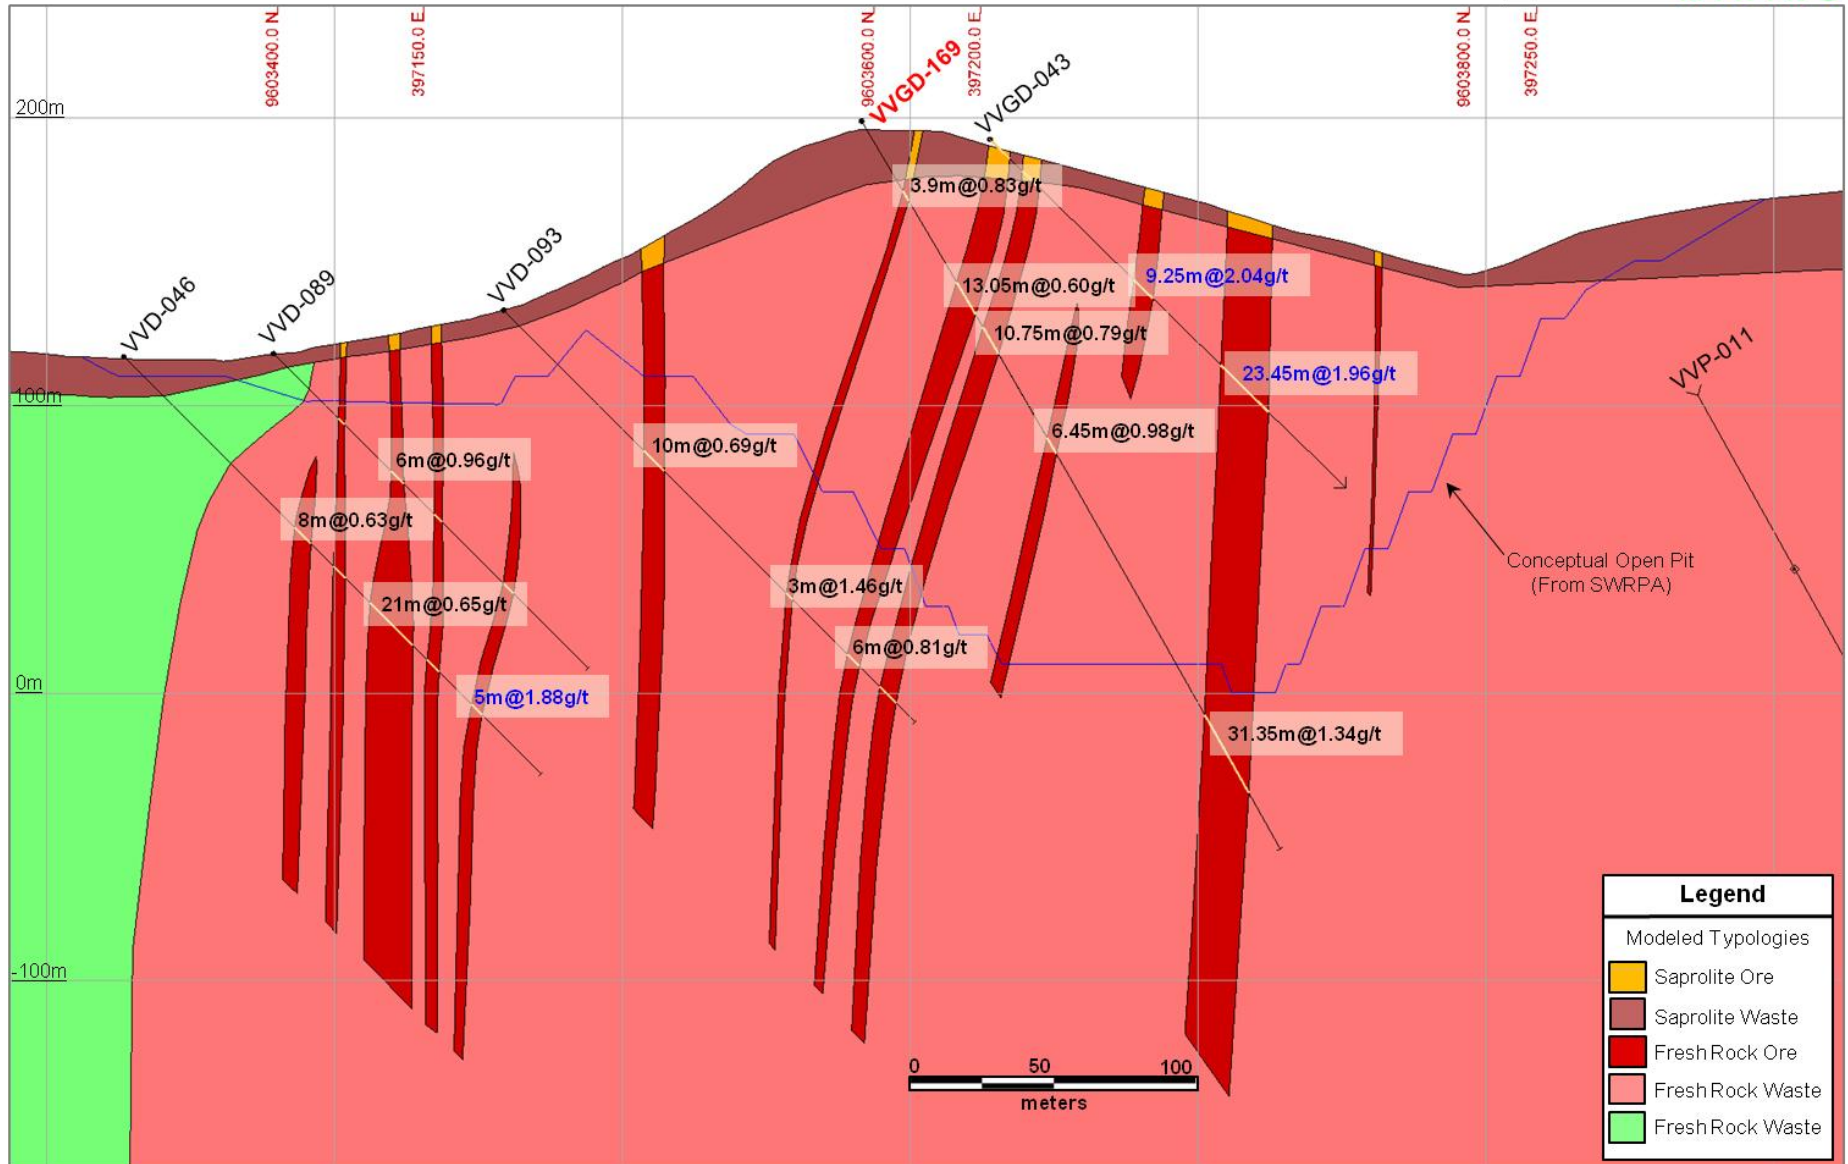 9603400.0 N
397150.0 E
9603600.0 N
397200.0 E
9603800.0 N
397250.0 E
200m
VVGD-169
VVGD-043
3.9m@0.83g/t
VVD-046
VVD-089
VVD-093
13.05m@0.60g/t
9.25m@2.04g/t
10.75m@0.79g/t
23.45m@1.96g/t
VVP-011
100m
10m@0.69g/t
6.45m@0.98g/t
6m@0.96g/t
8m@0.63g/t
Conceptual Open Pit
(From SWRPA)
21m@0.65g/t
3m@1.46g/t
6m@0.81g/t
0m
5m@1.88g/t
31.35m@1.34g/t
-100m
0 50 100
meters
Legend
Modeled Typologies
Saprolite Ore
Saprolite Waste
Fresh Rock Ore
Fresh Rock Waste
Fresh Rock Waste